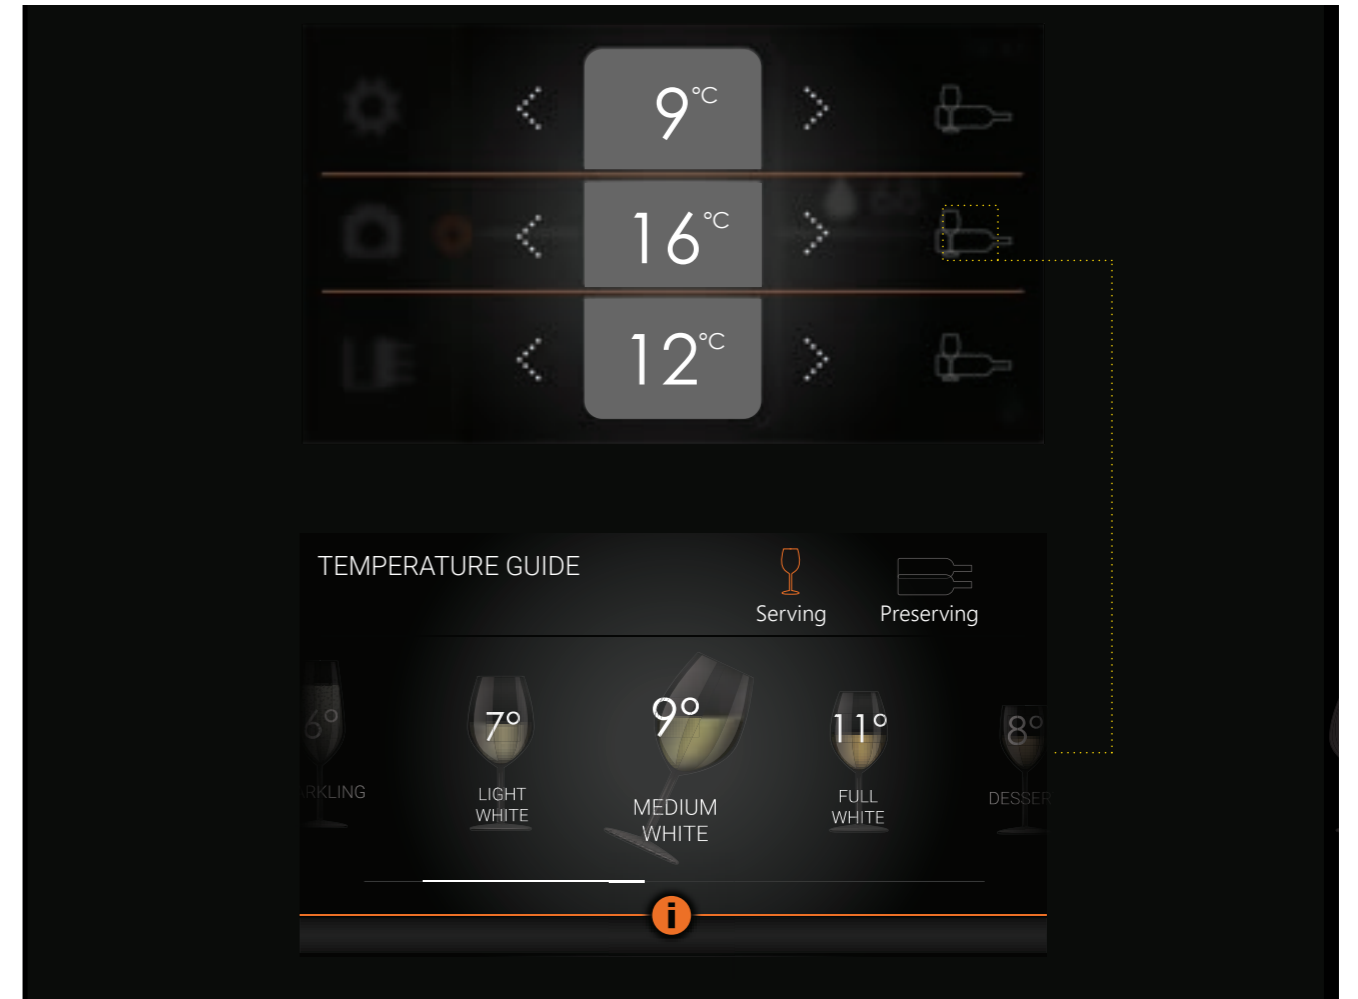 9°C
16°C
12°C
TEMPERATURE GUIDE
Serving
Preserving
6°
7°
9°
11°
8°
LIGHT
WHITE
MEDIUM
WHITE
FULL
WHITE
RKLING
DESSER
i